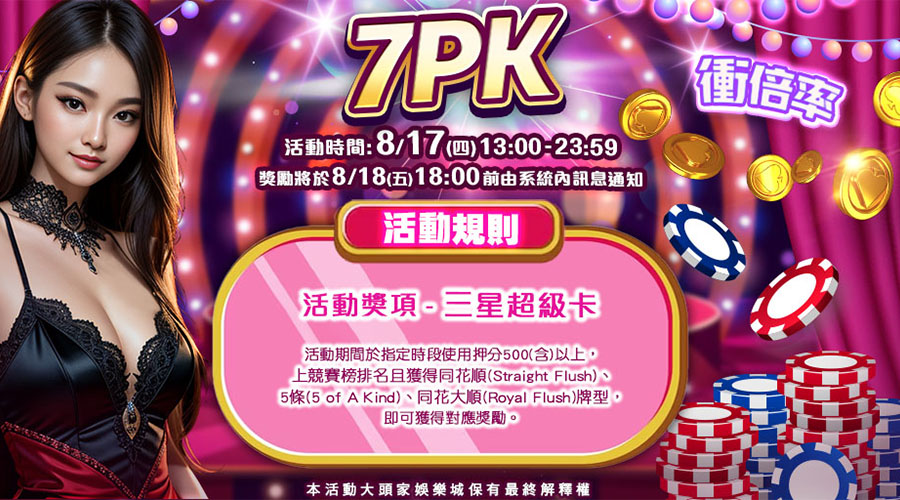 7PK
衝倍率
活動時間: 8/17(四)13:00-23:59
獎勵將於8/18(五)18:00前由系統內訊息通知
活動規則
活動獎項 - 三星超級卡
活動期間於指定時段使用押分500(含)以上，
上競賽榜排名且獲得同花順(Straight Flush)、
5條(5 of A Kind)、同花大順(Royal Flush)牌型，
即可獲得對應獎勵。
本活動大頭家娛樂城保有最終解釋權